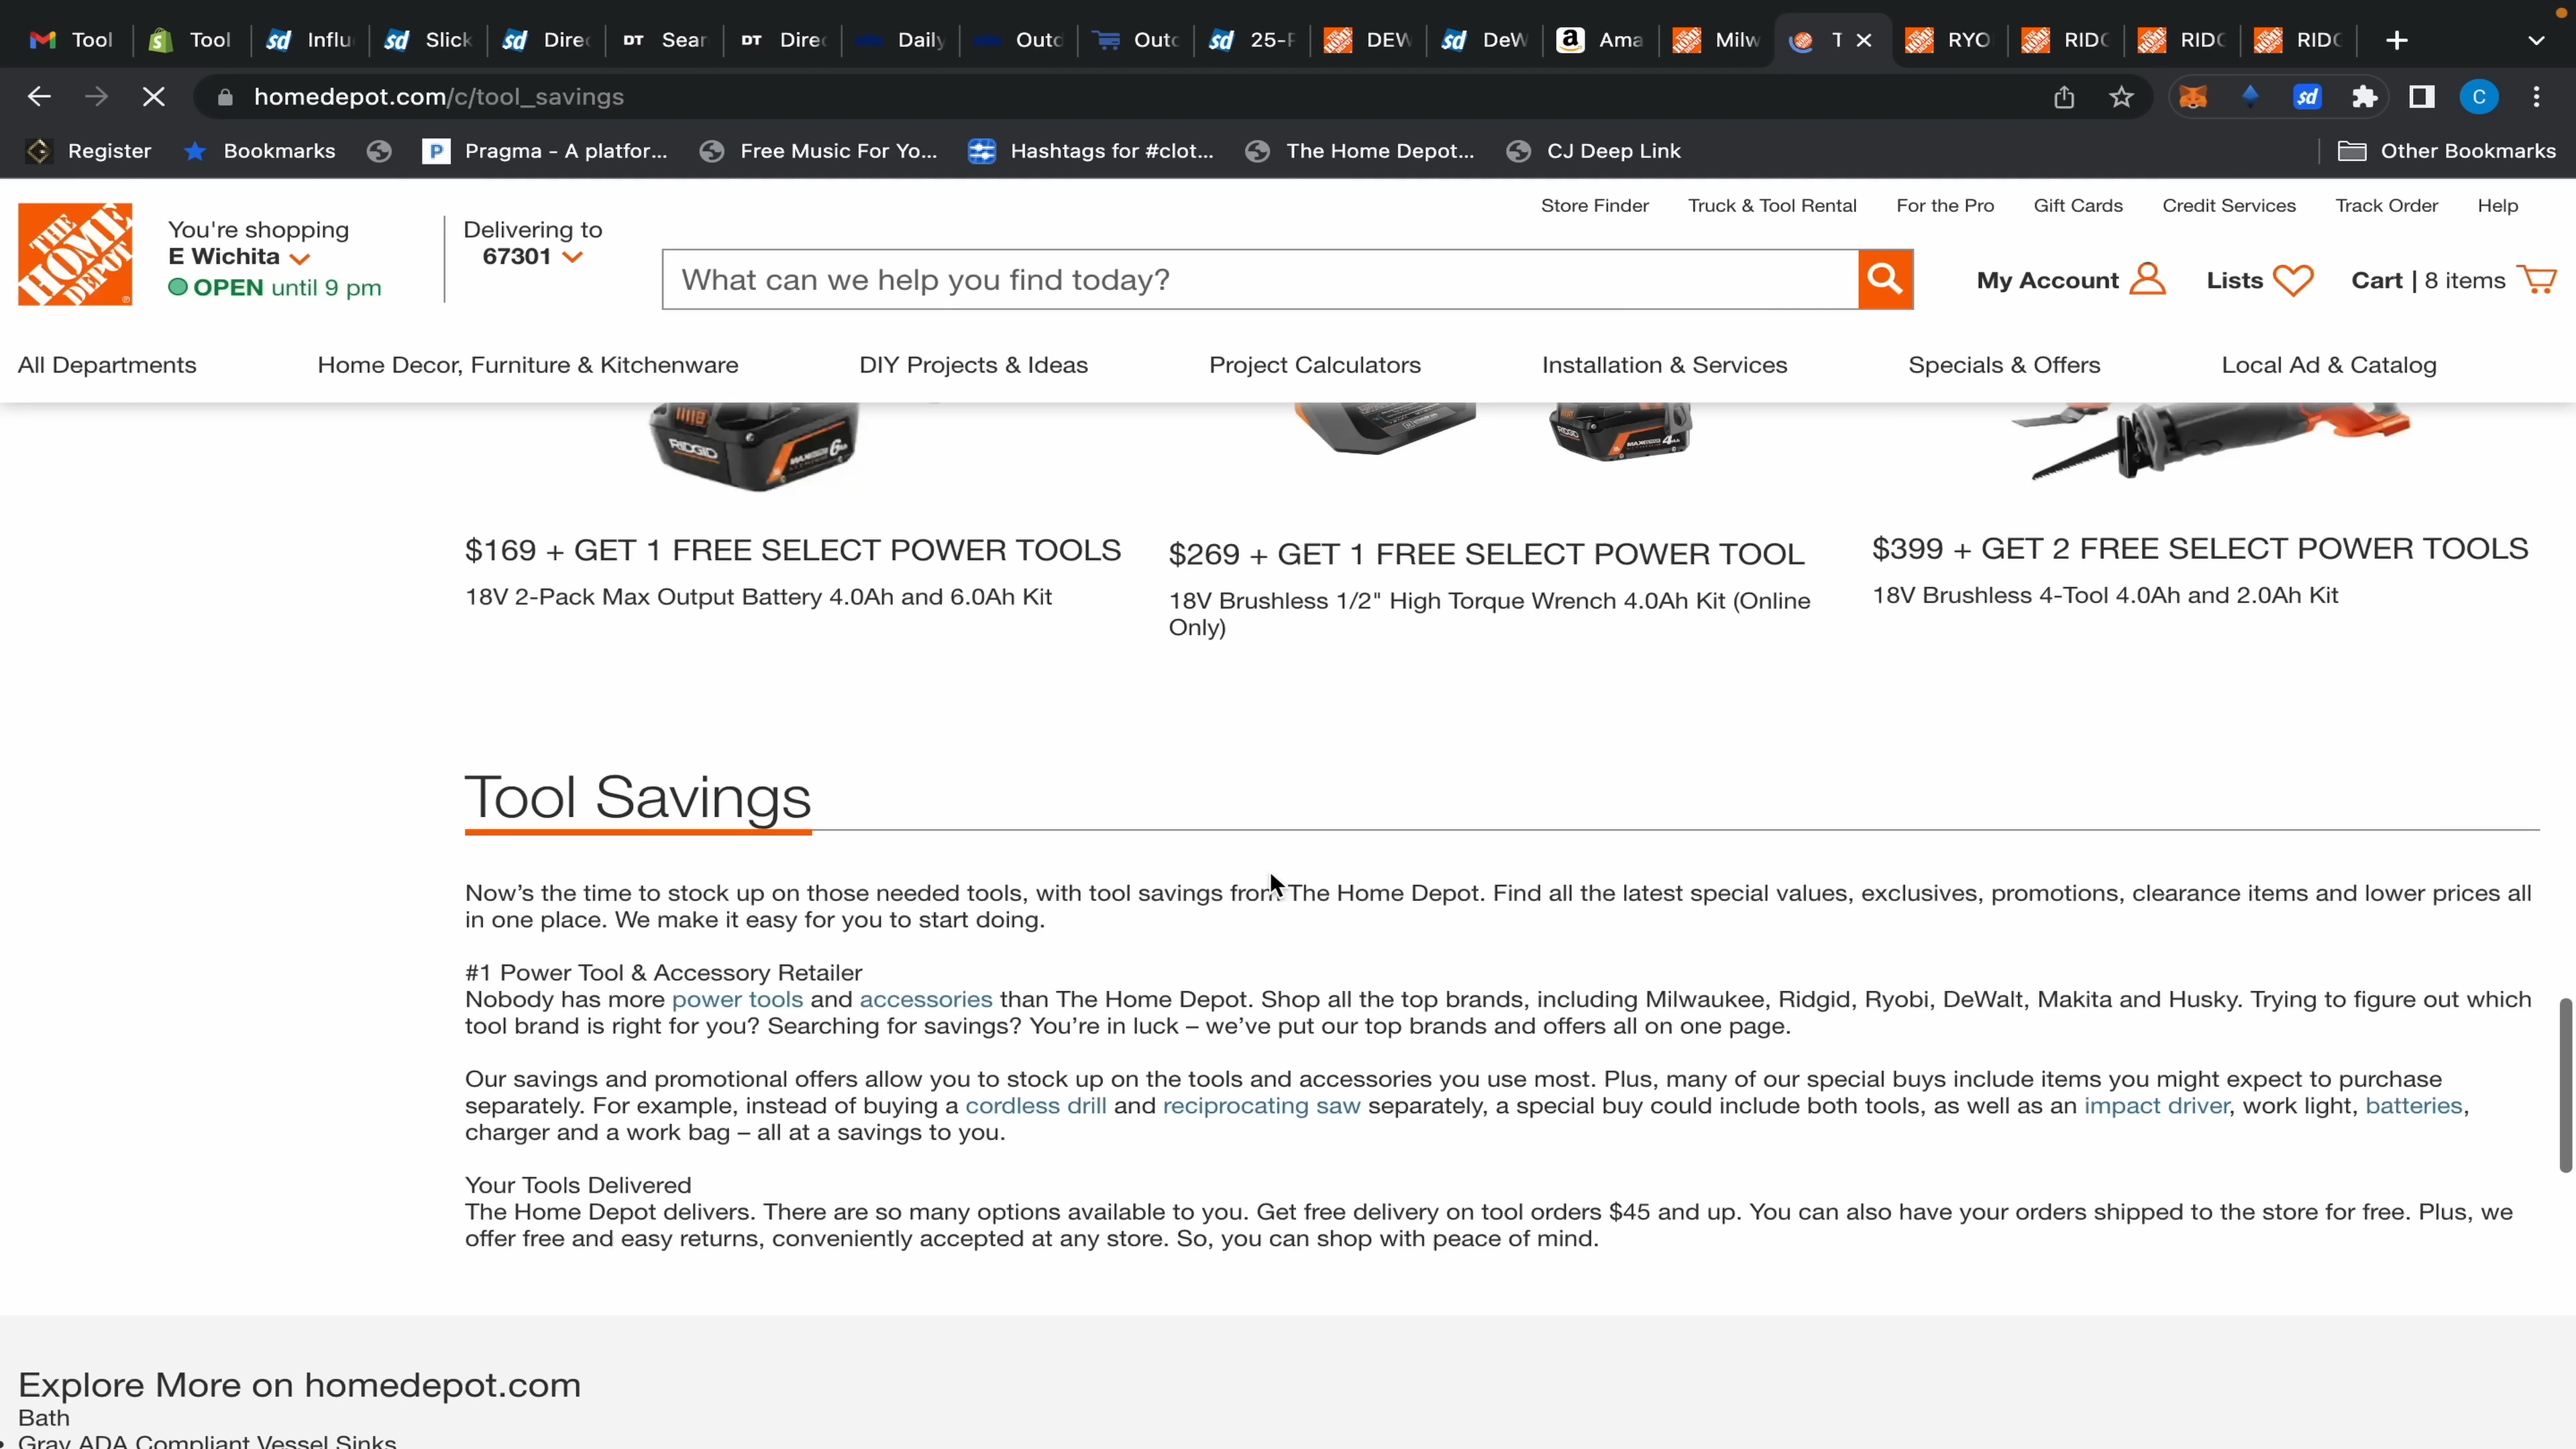 Tool
Tool
sd Influ
sd Slick
sd Dire
DT Sear
DT Direc
Daily
Outd
Outd
sd 25-P
DEW
sd DeW
a Ama
Milw
T
RYO
RIDG
RIDG
RIDG
homedepot.com/c/tool_savings
sd
C
Register
Bookmarks
P Pragma - A platfor...
Free Music For Yo...
Hashtags for #clot...
The Home Depot...
CJ Deep Link
Other Bookmarks
Store Finder
Truck & Tool Rental
For the Pro
Gift Cards
Credit Services
Track Order
Help
THE HOME DEPOT
You're shopping
E Wichita
OPEN until 9 pm
Delivering to
67301
What can we help you find today?
My Account
Lists
Cart | 8 items
All Departments
Home Decor, Furniture & Kitchenware
DIY Projects & Ideas
Project Calculators
Installation & Services
Specials & Offers
Local Ad & Catalog
RIDGID
6Ah
RIDGID
4Ah
$169 + GET 1 FREE SELECT POWER TOOLS
18V 2-Pack Max Output Battery 4.0Ah and 6.0Ah Kit
$269 + GET 1 FREE SELECT POWER TOOL
18V Brushless 1/2" High Torque Wrench 4.0Ah Kit (Online
Only)
$399 + GET 2 FREE SELECT POWER TOOLS
18V Brushless 4-Tool 4.0Ah and 2.0Ah Kit
Tool Savings
Now’s the time to stock up on those needed tools, with tool savings from The Home Depot. Find all the latest special values, exclusives, promotions, clearance items and lower prices all
in one place. We make it easy for you to start doing.
#1 Power Tool & Accessory Retailer
Nobody has more power tools and accessories than The Home Depot. Shop all the top brands, including Milwaukee, Ridgid, Ryobi, DeWalt, Makita and Husky. Trying to figure out which
tool brand is right for you? Searching for savings? You’re in luck – we’ve put our top brands and offers all on one page.
Our savings and promotional offers allow you to stock up on the tools and accessories you use most. Plus, many of our special buys include items you might expect to purchase
separately. For example, instead of buying a cordless drill and reciprocating saw separately, a special buy could include both tools, as well as an impact driver, work light, batteries,
charger and a work bag – all at a savings to you.
Your Tools Delivered
The Home Depot delivers. There are so many options available to you. Get free delivery on tool orders $45 and up. You can also have your orders shipped to the store for free. Plus, we
offer free and easy returns, conveniently accepted at any store. So, you can shop with peace of mind.
Explore More on homedepot.com
Bath
Gray ADA Compliant Vessel Sinks